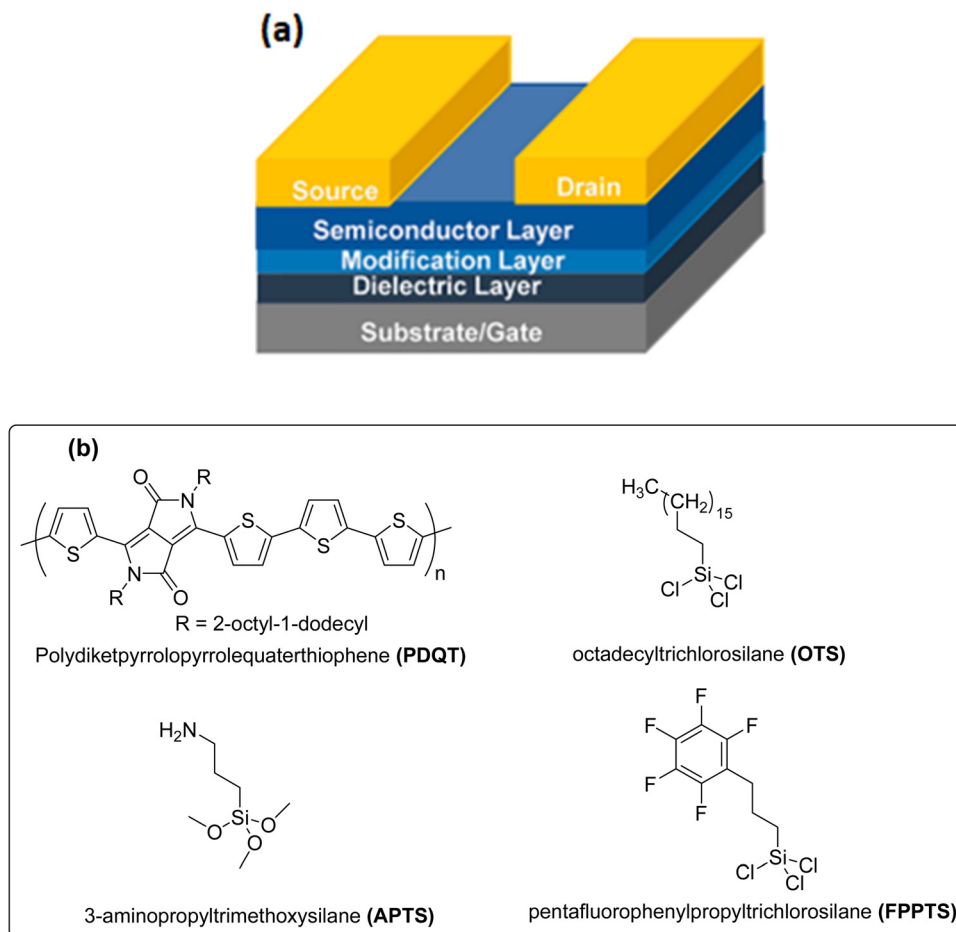 (a)
Source
Drain
Semiconductor Layer
Modification Layer
Dielectric Layer
Substrate/Gate
(b)
R
O
N
S
S
S
S
N
O
R
n
R = 2-octyl-1-dodecyl
Polydiketpyrrolopyrrolequaterthiophene (PDQT)
H3C
(CH2)15
Si
Cl
Cl
Cl
octadecyltrichlorosilane (OTS)
H2N
Si
O
O
O
3-aminopropyltrimethoxysilane (APTS)
F
F
F
F
F
Si
Cl
Cl
Cl
pentafluorophenylpropyltrichlorosilane (FPPTS)